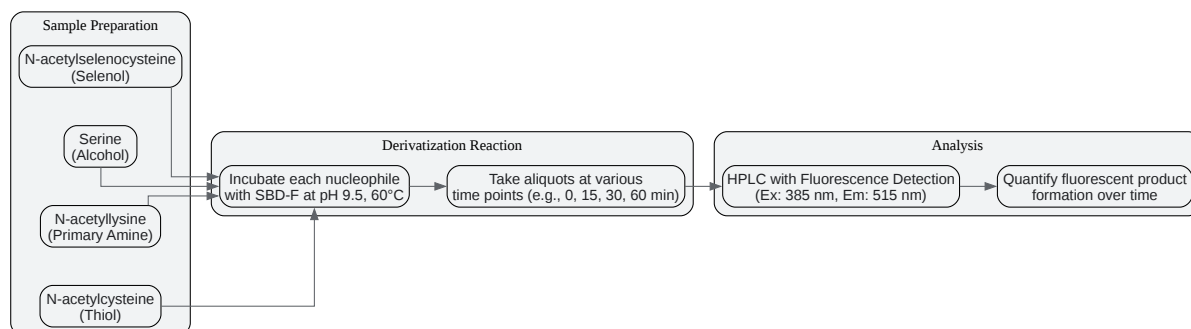 Sample Preparation
N-acetylselenocysteine
(Selenol)
Serine
(Alcohol)
N-acetyllysine
(Primary Amine)
N-acetylcysteine
(Thiol)
Derivatization Reaction
Incubate each nucleophile
with SBD-F at pH 9.5, 60°C
Take aliquots at various
time points (e.g., 0, 15, 30, 60 min)
Analysis
HPLC with Fluorescence Detection
(Ex: 385 nm, Em: 515 nm)
Quantify fluorescent product
formation over time